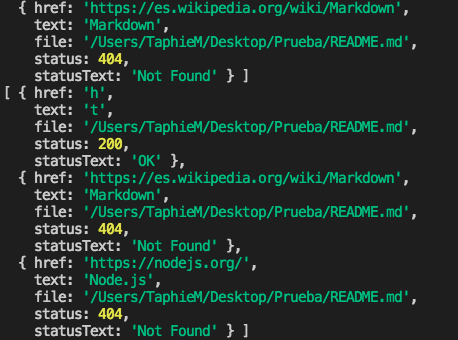 { href: 'https://es.wikipedia.org/wiki/Markdown',
text: 'Markdown',
file: '/Users/TaphieM/Desktop/Prueba/README.md',
status: 404,
statusText: 'Not Found' } ]
[ { href: 'h',
text: 't',
file: '/Users/TaphieM/Desktop/Prueba/README.md',
status: 200,
statusText: 'OK' },
{ href: 'https://es.wikipedia.org/wiki/Markdown',
text: 'Markdown',
file: '/Users/TaphieM/Desktop/Prueba/README.md',
status: 404,
statusText: 'Not Found' },
{ href: 'https://nodejs.org/',
text: 'Node.js',
file: '/Users/TaphieM/Desktop/Prueba/README.md',
status: 404,
statusText: 'Not Found' } ]